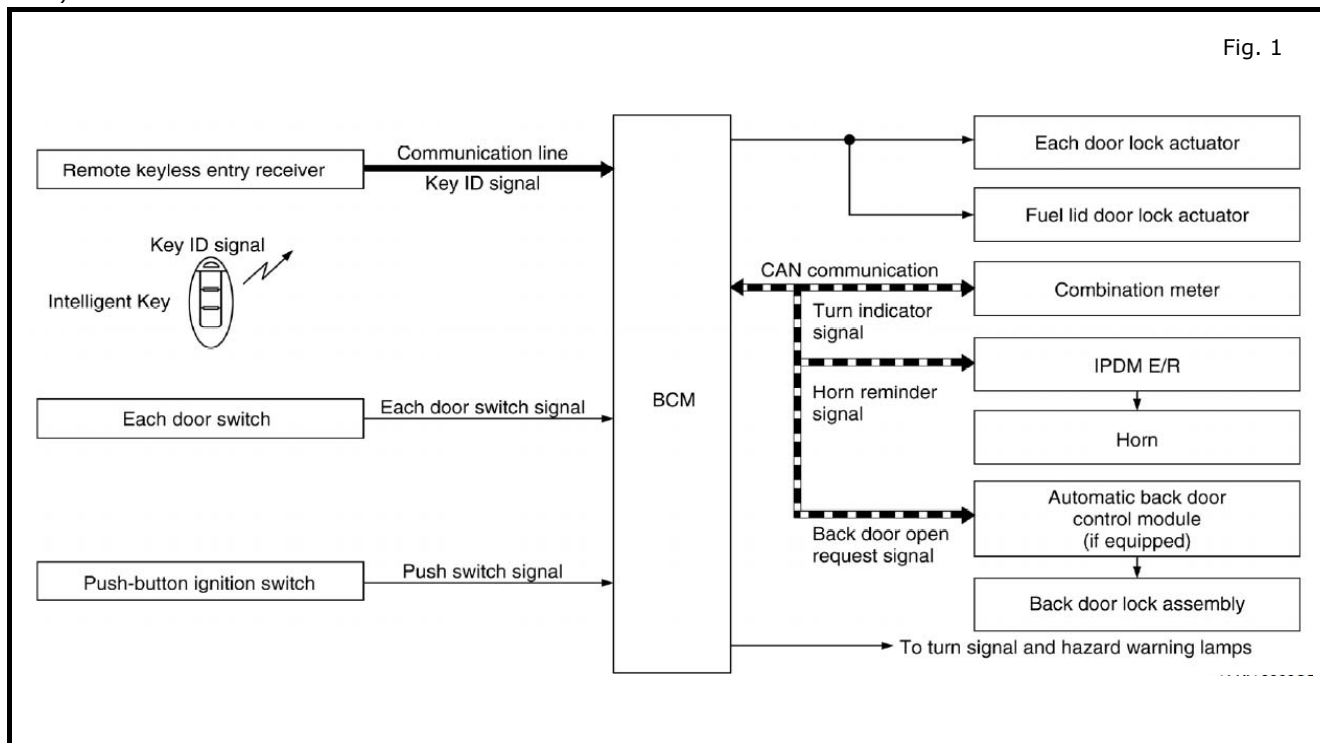 Fig. 1
Remote keyless entry receiver
Communication line
Key ID signal
Key ID signal
Intelligent Key
Each door switch
Each door switch signal
Push-button ignition switch
Push switch signal
BCM
Each door lock actuator
Fuel lid door lock actuator
CAN communication
Combination meter
Turn indicator
signal
IPDM E/R
Horn reminder
signal
Horn
Automatic back door
control module
(if equipped)
Back door open
request signal
Back door lock assembly
To turn signal and hazard warning lamps